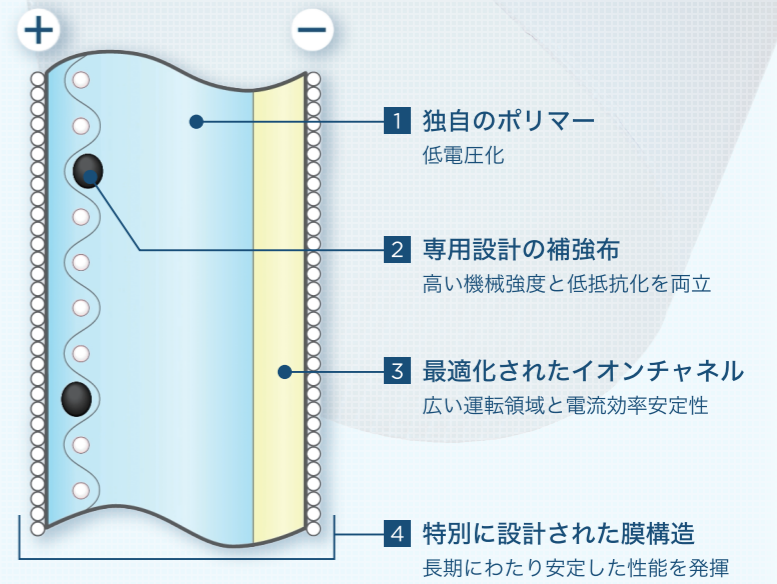 +
−
1 独自のポリマー
低電圧化
2 専用設計の補強布
高い機械強度と低抵抗化を両立
3 最適化されたイオンチャネル
広い運転領域と電流効率安定性
4 特別に設計された膜構造
長期にわたり安定した性能を発揮